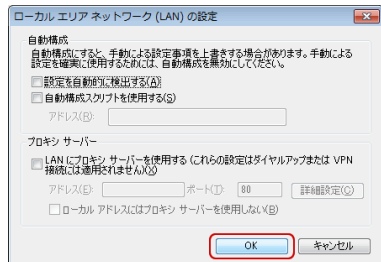 ローカル エリア ネットワーク (LAN) の設定
自動構成
自動構成にすると、手動による設定事項を上書きする場合があります。手動による
設定を確実に使用するためには、自動構成を無効にしてください。
設定を自動的に検出する(A)
自動構成スクリプトを使用する(S)
アドレス(R):
プロキシ サーバー
LAN にプロキシ サーバーを使用する (これらの設定はダイヤルアップまたは VPN
接続には適用されません)(X)
アドレス(E): ポート(T): 80 詳細設定(C)
ローカル アドレスにはプロキシ サーバーを使用しない(B)
OK キャンセル